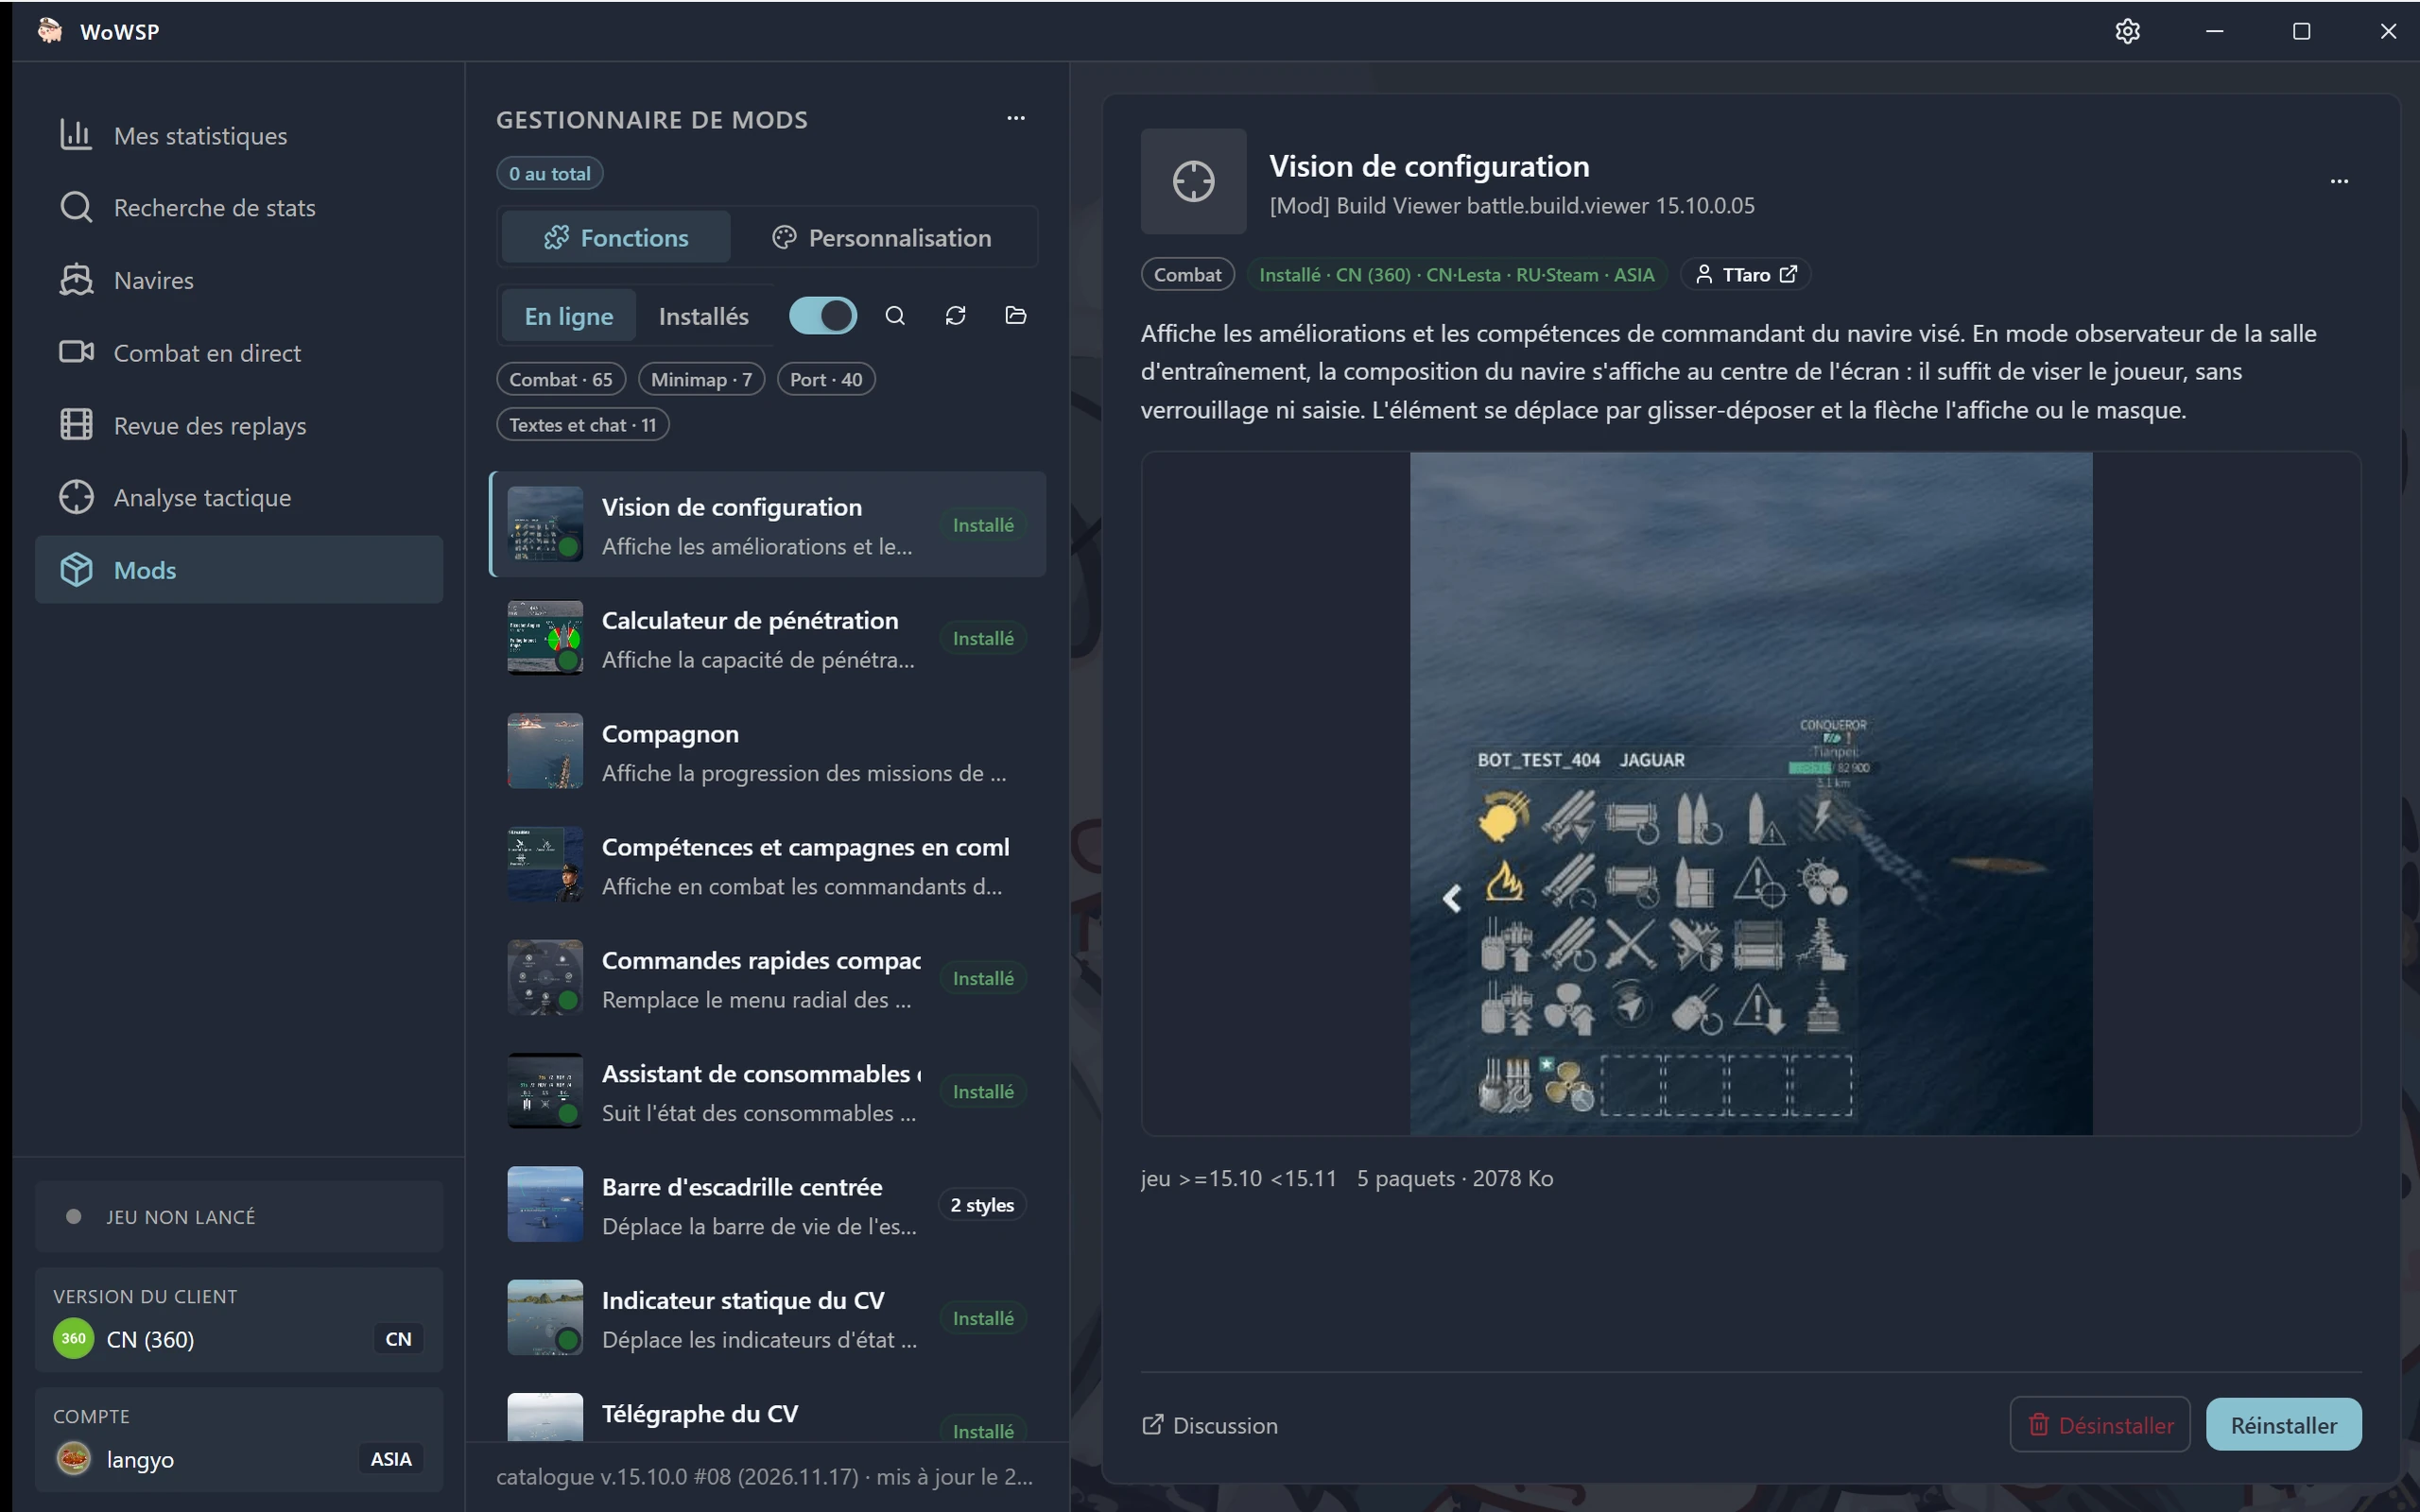 WoWSP
Mes statistiques
Recherche de stats
Navires
Combat en direct
Revue des replays
Analyse tactique
Mods
JEU NON LANCÉ
VERSION DU CLIENT
360
CN (360)
CN
COMPTE
langyo
ASIA
GESTIONNAIRE DE MODS
0 au total
Fonctions
Personnalisation
En ligne
Installés
Combat · 65
Minimap · 7
Port · 40
Textes et chat · 11
Vision de configuration
Affiche les améliorations et le...
Installé
Calculateur de pénétration
Affiche la capacité de pénétra...
Installé
Compagnon
Affiche la progression des missions de ...
Compétences et campagnes en coml
Affiche en combat les commandants d...
Commandes rapides compac
Remplace le menu radial des ...
Installé
Assistant de consommables
Suit l'état des consommables ...
Installé
Barre d'escadrille centrée
Déplace la barre de vie de l'es...
2 styles
Indicateur statique du CV
Déplace les indicateurs d'état ...
Installé
Télégraphe du CV
Installé
catalogue v.15.10.0 #08 (2026.11.17) · mis à jour le 2...
Vision de configuration
[Mod] Build Viewer battle.build.viewer 15.10.0.05
Combat
Installé · CN (360) · CN·Lesta · RU·Steam · ASIA
TTaro
Affiche les améliorations et les compétences de commandant du navire visé. En mode observateur de la salle
d'entraînement, la composition du navire s'affiche au centre de l'écran : il suffit de viser le joueur, sans
verrouillage ni saisie. L'élément se déplace par glisser-déposer et la flèche l'affiche ou le masque.
CONQUEROR
Tianpei
82 900
5.1 km
BOT_TEST_404 JAGUAR
jeu >=15.10 <15.11 5 paquets · 2078 Ko
Discussion
Désinstaller
Réinstaller